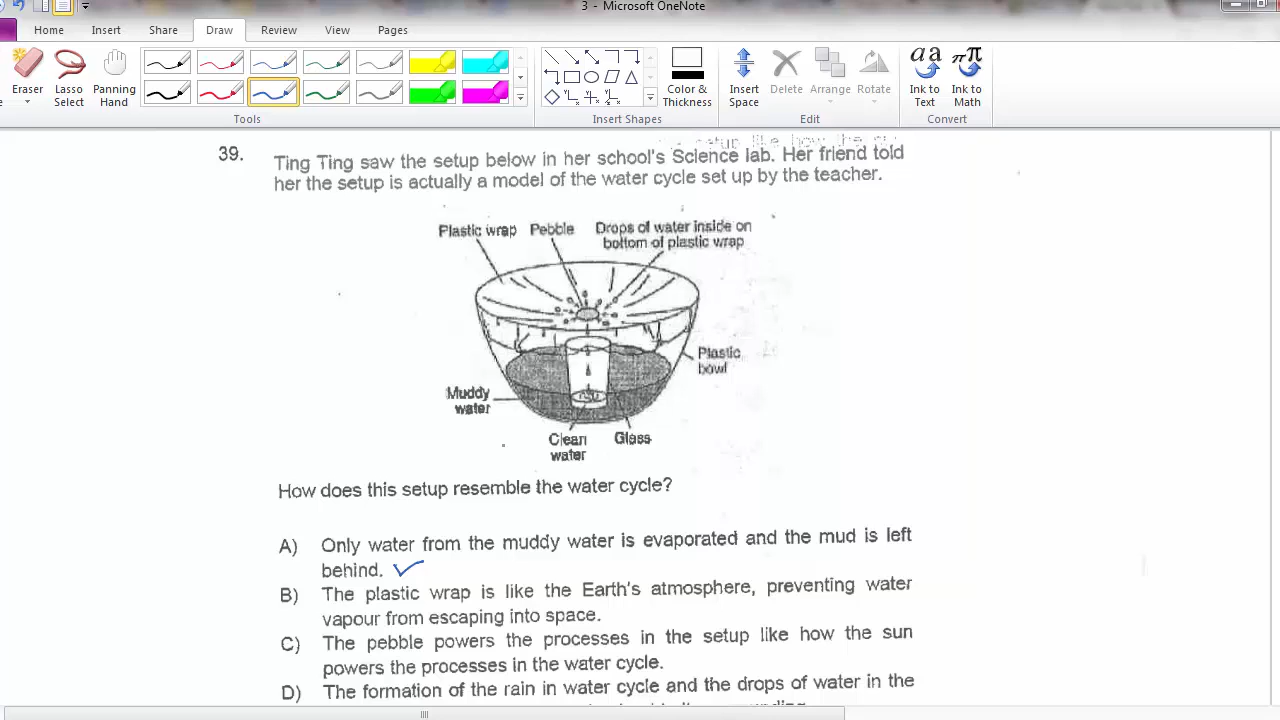 3 - Microsoft OneNote
Home Insert Share Draw Review View Pages
Eraser
Lasso Select
Panning Hand
Color & Thickness
Insert Space
Delete
Arrange
Rotate
Ink to Text
Ink to Math
Tools Insert Shapes Edit Convert
setup like how the
39. Ting Ting saw the setup below in her school's Science lab. Her friend told
her the setup is actually a model of the water cycle set up by the teacher.
Plastic wrap Pebble Drops of water inside on
bottom of plastic wrap
Plastic
bowl
Muddy
water
Clean Glass
water
How does this setup resemble the water cycle?
A) Only water from the muddy water is evaporated and the mud is left
behind.
B) The plastic wrap is like the Earth's atmosphere, preventing water
vapour from escaping into space.
C) The pebble powers the processes in the setup like how the sun
powers the processes in the water cycle.
D) The formation of the rain in water cycle and the drops of water in the